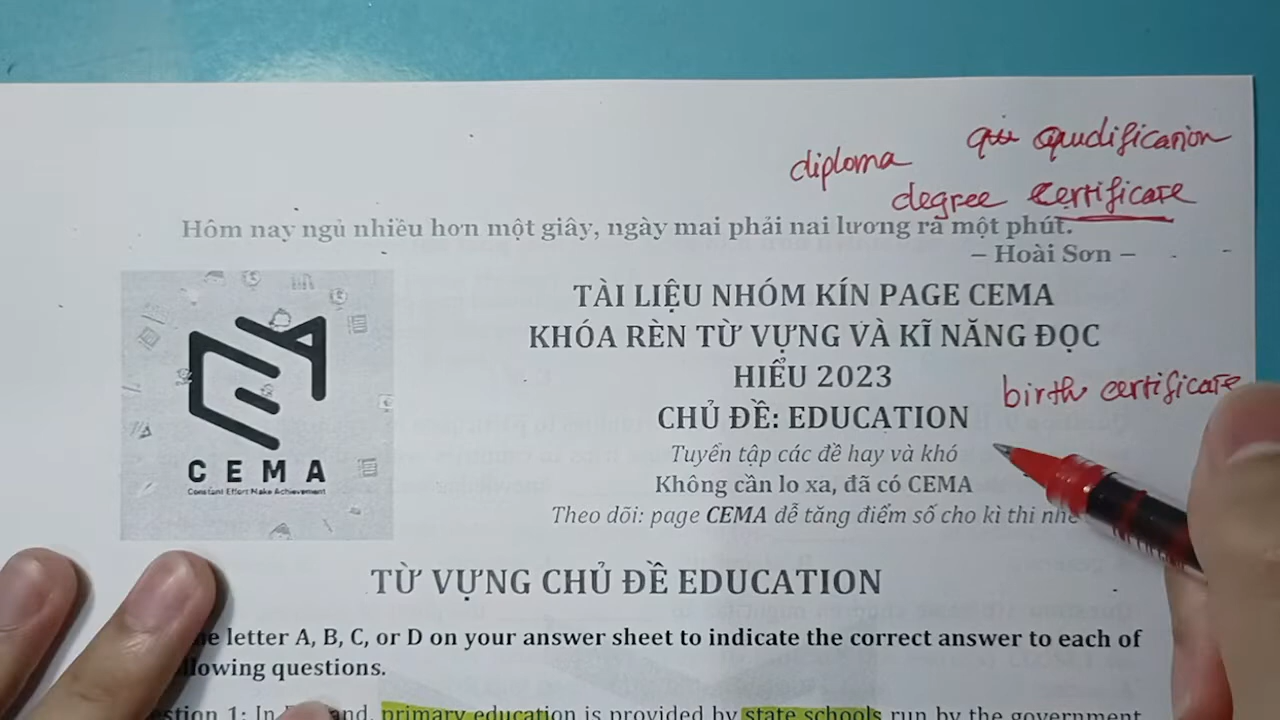 diploma qui qudification
degree certificate
Hôm nay ngủ nhiều hơn một giây, ngày mai phải nai lương ra một phút.
– Hoài Sơn –
TÀI LIỆU NHÓM KÍN PAGE CEMA
KHÓA RÈN TỪ VỰNG VÀ KĨ NĂNG ĐỌC
HIỂU 2023
birth certificate
CHỦ ĐỀ: EDUCATION
Tuyển tập các đề hay và khó
Không cần lo xa, đã có CEMA
Theo dõi: page CEMA để tăng điểm số cho kì thi nhé
CEMA
Constant Effort Make Achievement
TỪ VỰNG CHỦ ĐỀ EDUCATION
letter A, B, C, or D on your answer sheet to indicate the correct answer to each of
questions.
1: In primary education is provided by state schools run by the government